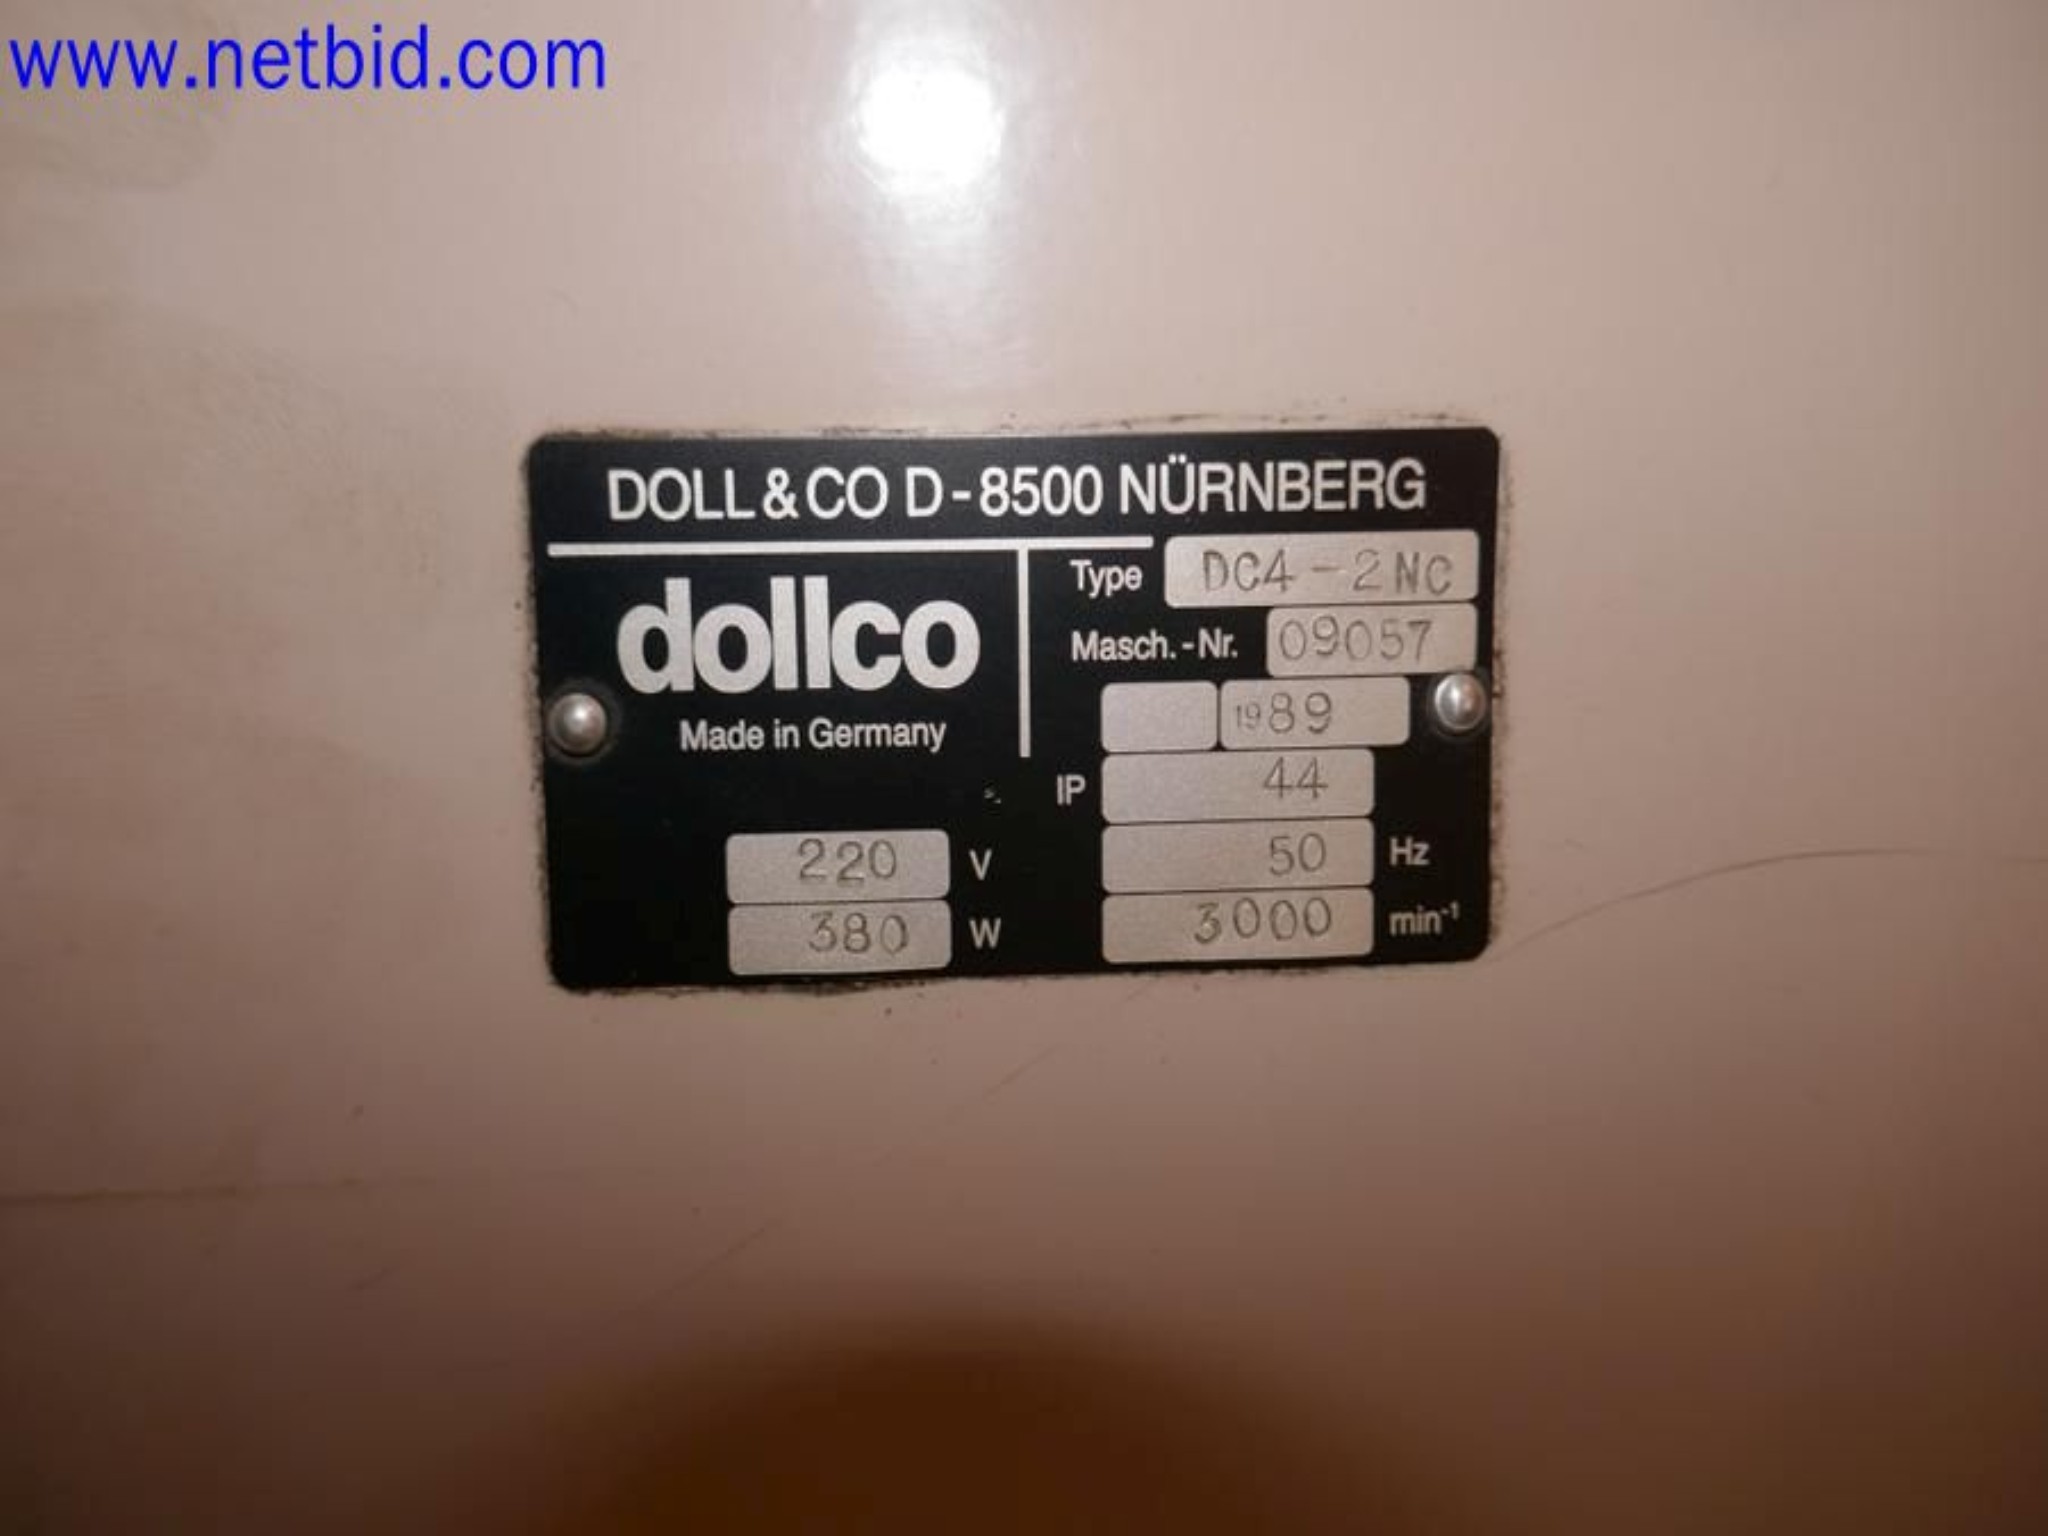 www.netbid.com
DOLL & CO D-8500 NÜRNBERG
dollco
Made in Germany
Type DC4-2NC
Masch.-Nr. 09057
1989
IP 44
220 V
50 Hz
380 W
3000 min⁻¹